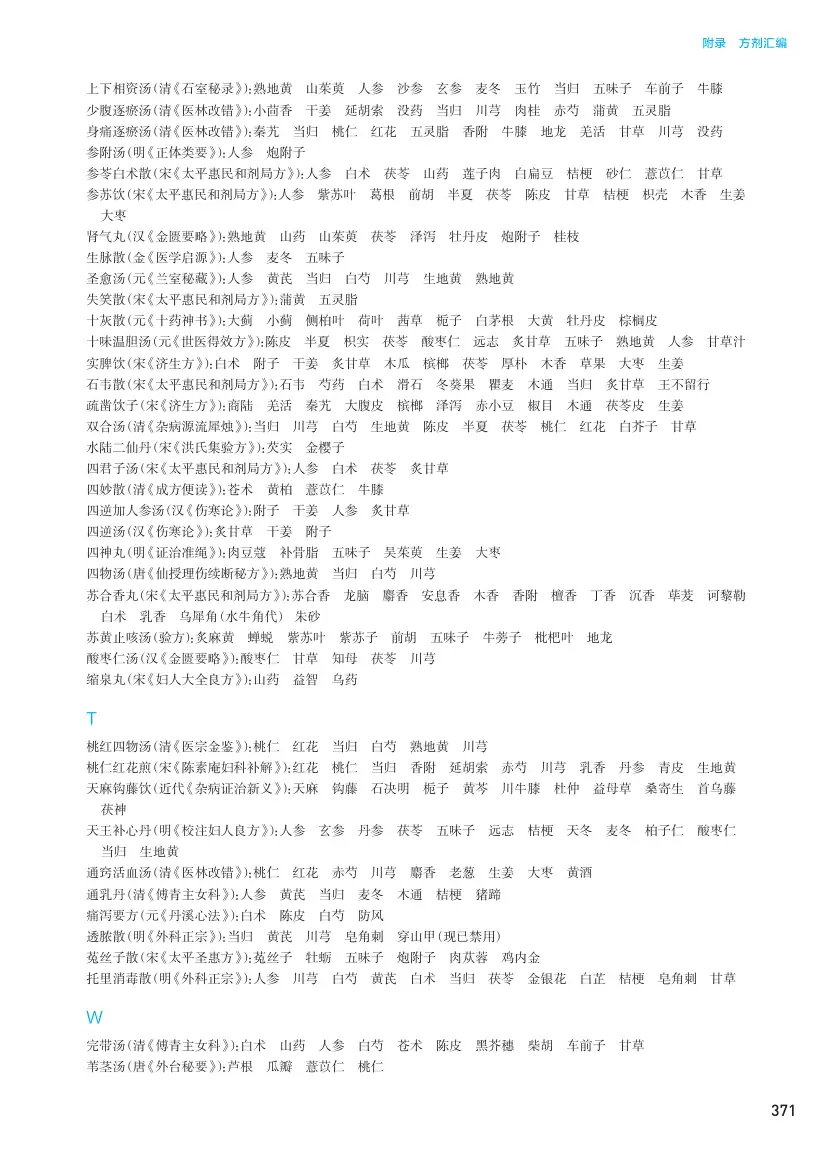 附录　方剂汇编
上下相资汤(清《石室秘录》):熟地黄　山茱萸　人参　沙参　玄参　麦冬　玉竹　当归　五味子　车前子　牛膝
少腹逐瘀汤(清《医林改错》):小茴香　干姜　延胡索　没药　当归　川芎　肉桂　赤芍　蒲黄　五灵脂
身痛逐瘀汤(清《医林改错》):秦艽　当归　桃仁　红花　五灵脂　香附　牛膝　地龙　羌活　甘草　川芎　没药
参附汤(明《正体类要》):人参　炮附子
参苓白术散(宋《太平惠民和剂局方》):人参　白术　茯苓　山药　莲子肉　白扁豆　桔梗　砂仁　薏苡仁　甘草
参苏饮(宋《太平惠民和剂局方》):人参　紫苏叶　葛根　前胡　半夏　茯苓　陈皮　甘草　桔梗　枳壳　木香　生姜
大枣
肾气丸(汉《金匮要略》):熟地黄　山药　山茱萸　茯苓　泽泻　牡丹皮　炮附子　桂枝
生脉散(金《医学启源》):人参　麦冬　五味子
圣愈汤(元《兰室秘藏》):人参　黄芪　当归　白芍　川芎　生地黄　熟地黄
失笑散(宋《太平惠民和剂局方》):蒲黄　五灵脂
十灰散(元《十药神书》):大蓟　小蓟　侧柏叶　荷叶　茜草　栀子　白茅根　大黄　牡丹皮　棕榈皮
十味温胆汤(元《世医得效方》):陈皮　半夏　枳实　茯苓　酸枣仁　远志　炙甘草　五味子　熟地黄　人参　甘草汁
实脾饮(宋《济生方》):白术　附子　干姜　炙甘草　木瓜　槟榔　茯苓　厚朴　木香　草果　大枣　生姜
石韦散(宋《太平惠民和剂局方》):石韦　芍药　白术　滑石　冬葵果　瞿麦　木通　当归　炙甘草　王不留行
疏凿饮子(宋《济生方》):商陆　羌活　秦艽　大腹皮　槟榔　泽泻　赤小豆　椒目　木通　茯苓皮　生姜
双合汤(清《杂病源流犀烛》):当归　川芎　白芍　生地黄　陈皮　半夏　茯苓　桃仁　红花　白芥子　甘草
水陆二仙丹(宋《洪氏集验方》):芡实　金樱子
四君子汤(宋《太平惠民和剂局方》):人参　白术　茯苓　炙甘草
四妙散(清《成方便读》):苍术　黄柏　薏苡仁　牛膝
四逆加人参汤(汉《伤寒论》):附子　干姜　人参　炙甘草
四逆汤(汉《伤寒论》):炙甘草　干姜　附子
四神丸(明《证治准绳》):肉豆蔻　补骨脂　五味子　吴茱萸　生姜　大枣
四物汤(唐《仙授理伤续断秘方》):熟地黄　当归　白芍　川芎
苏合香丸(宋《太平惠民和剂局方》):苏合香　龙脑　麝香　安息香　木香　香附　檀香　丁香　沉香　荜茇　诃黎勒
白术　乳香　乌犀角(水牛角代)　朱砂
苏黄止咳汤(验方):炙麻黄　蝉蜕　紫苏叶　紫苏子　前胡　五味子　牛蒡子　枇杷叶　地龙
酸枣仁汤(汉《金匮要略》):酸枣仁　甘草　知母　茯苓　川芎
缩泉丸(宋《妇人大全良方》):山药　益智　乌药
T
桃红四物汤(清《医宗金鉴》):桃仁　红花　当归　白芍　熟地黄　川芎
桃仁红花煎(宋《陈素庵妇科补解》):红花　桃仁　当归　香附　延胡索　赤芍　川芎　乳香　丹参　青皮　生地黄
天麻钩藤饮(近代《杂病证治新义》):天麻　钩藤　石决明　栀子　黄芩　川牛膝　杜仲　益母草　桑寄生　首乌藤
茯神
天王补心丹(明《校注妇人良方》):人参　玄参　丹参　茯苓　五味子　远志　桔梗　天冬　麦冬　柏子仁　酸枣仁
当归　生地黄
通窍活血汤(清《医林改错》):桃仁　红花　赤芍　川芎　麝香　老葱　生姜　大枣　黄酒
通乳丹(清《傅青主女科》):人参　黄芪　当归　麦冬　木通　桔梗　猪蹄
痛泻要方(元《丹溪心法》):白术　陈皮　白芍　防风
透脓散(明《外科正宗》):当归　黄芪　川芎　皂角刺　穿山甲(现已禁用)
菟丝子散(宋《太平圣惠方》):菟丝子　牡蛎　五味子　炮附子　肉苁蓉　鸡内金
托里消毒散(明《外科正宗》):人参　川芎　白芍　黄芪　白术　当归　茯苓　金银花　白芷　桔梗　皂角刺　甘草
W
完带汤(清《傅青主女科》):白术　山药　人参　白芍　苍术　陈皮　黑芥穗　柴胡　车前子　甘草
苇茎汤(唐《外台秘要》):芦根　瓜瓣　薏苡仁　桃仁
371